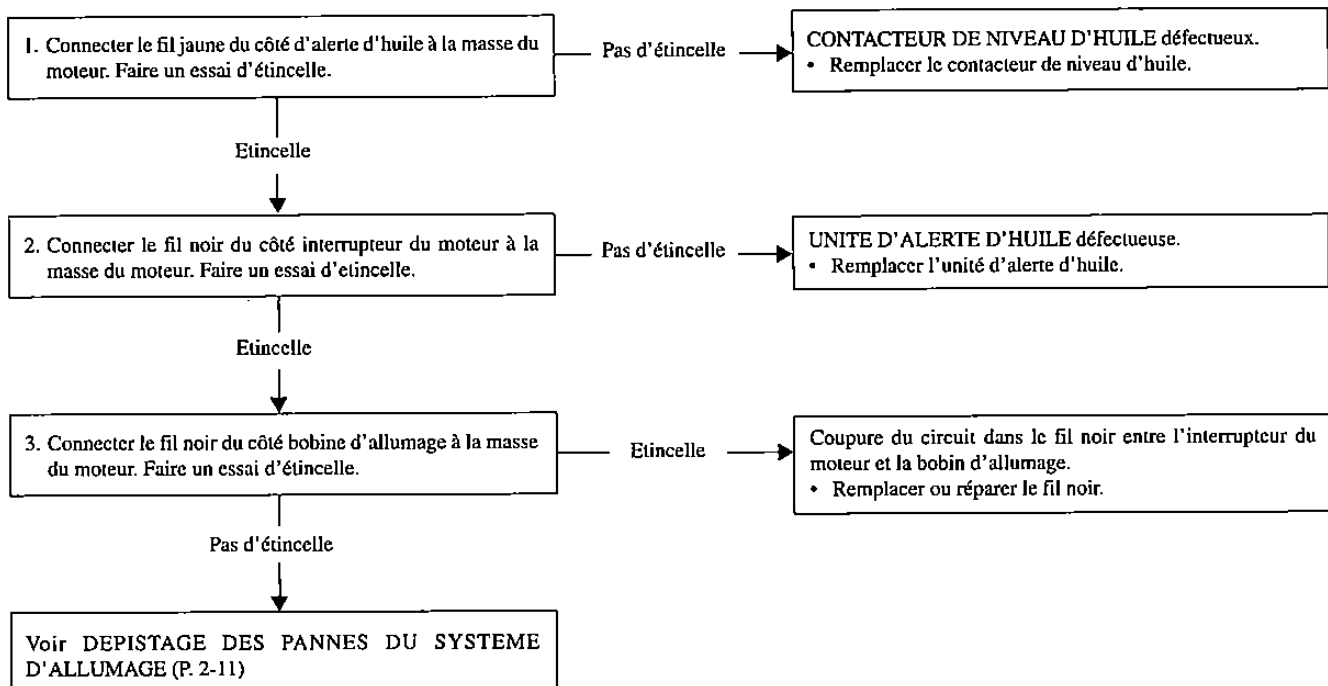 1. Connecter le fil jaune du côté d'alerte d'huile à la masse du
moteur. Faire un essai d'étincelle.
Pas d'étincelle
CONTACTEUR DE NIVEAU D'HUILE défectueux.
• Remplacer le contacteur de niveau d'huile.
Etincelle
2. Connecter le fil noir du côté interrupteur du moteur à la
masse du moteur. Faire un essai d'etincelle.
Pas d'étincelle
UNITE D'ALERTE D'HUILE défectueuse.
• Remplacer l'unité d'alerte d'huile.
Etincelle
3. Connecter le fil noir du côté bobine d'allumage à la masse
du moteur. Faire un essai d'étincelle.
Etincelle
Coupure du circuit dans le fil noir entre l'interrupteur du
moteur et la bobin d'allumage.
• Remplacer ou réparer le fil noir.
Pas d'étincelle
Voir DEPISTAGE DES PANNES DU SYSTEME
D'ALLUMAGE (P. 2-11)